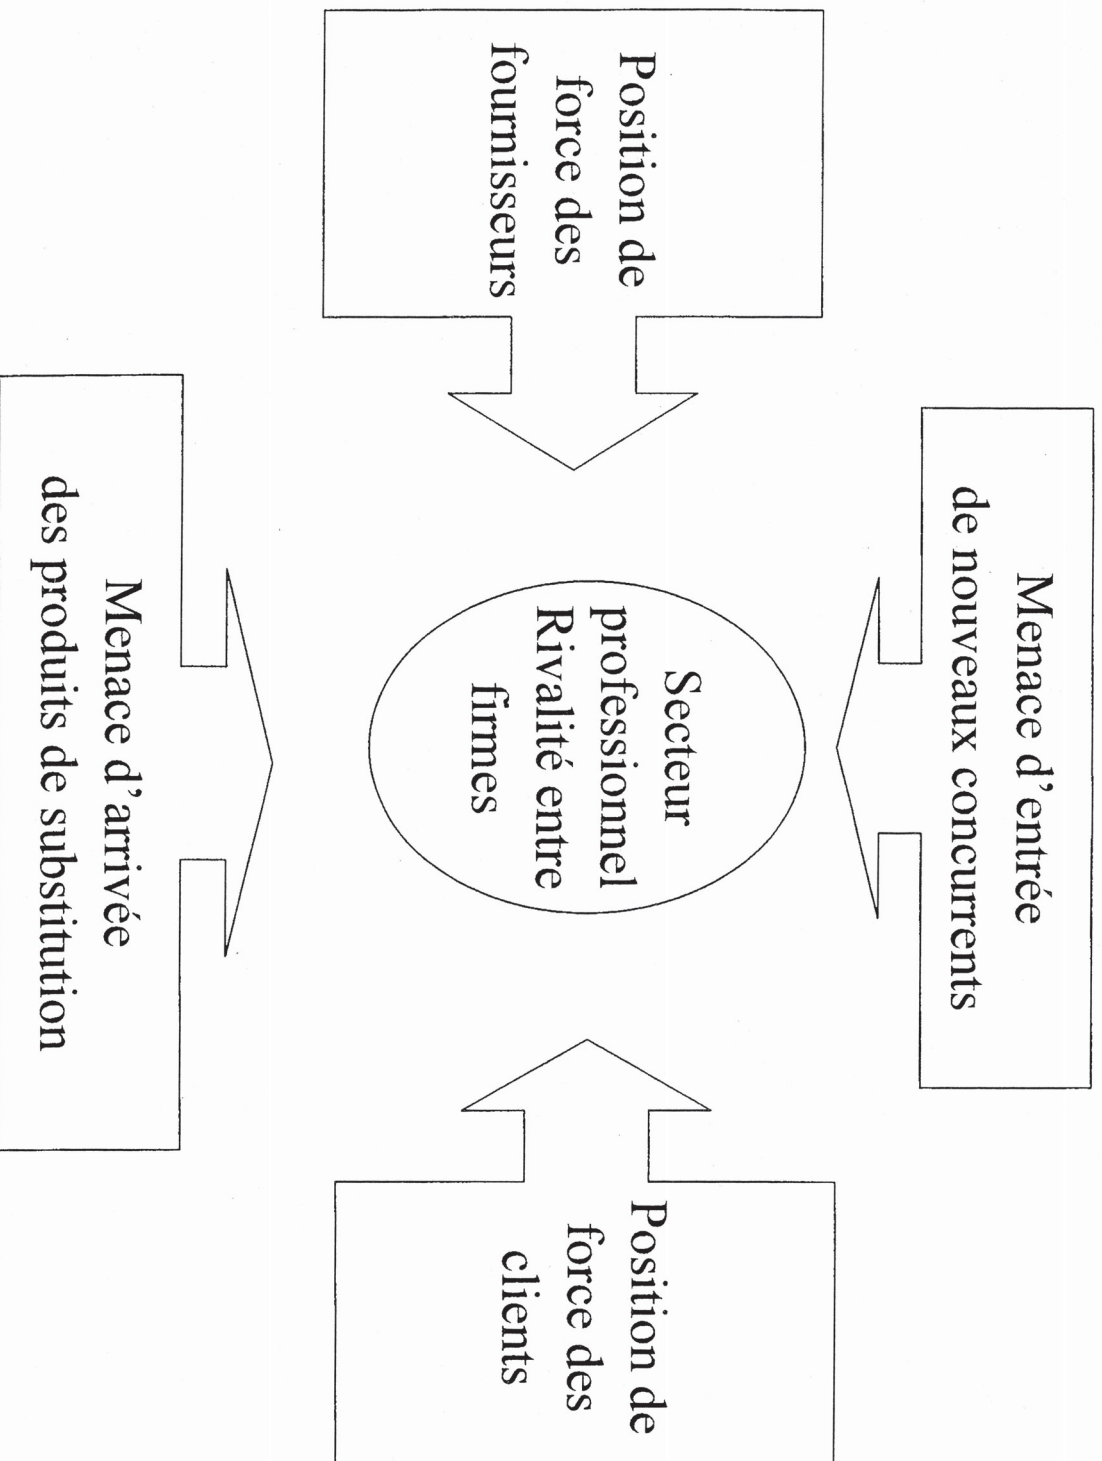 Menace d'entrée
de nouveaux concurrents
Position de
force des
fournisseurs
Secteur
professionnel
Rivalité entre
firmes
Position de
force des
clients
Menace d'arrivée
des produits de substitution